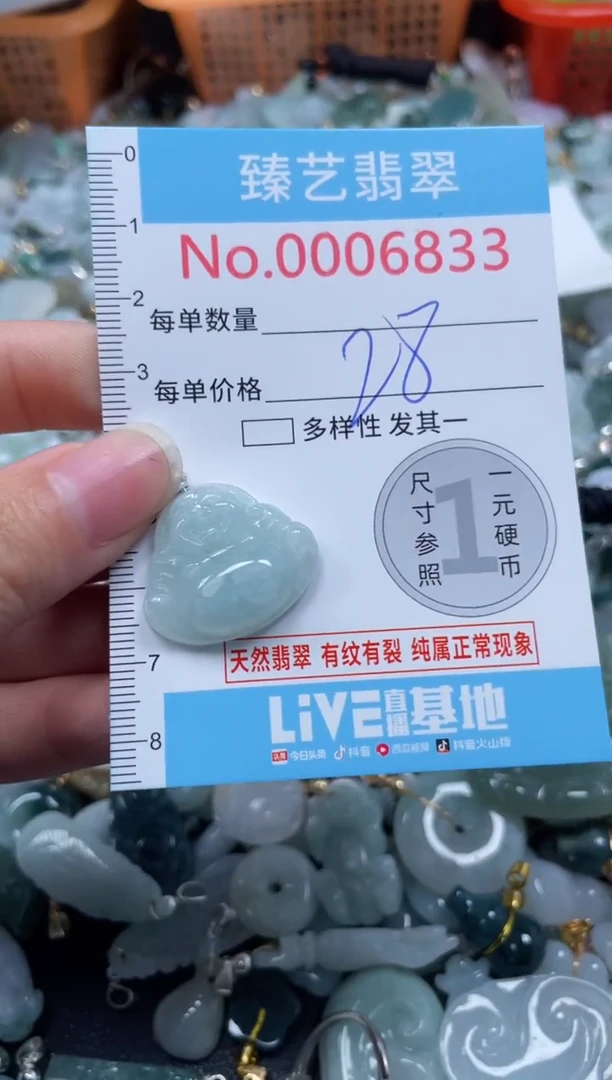 0
臻艺翡翠
1
No.0006833
2
每单数量
28
3
每单价格
多样性 发其一
尺寸参照
1
一元硬币
天然翡翠 有纹有裂 纯属正常现象
7
LiVE直播基地
8
今日头条 抖音 西瓜视频 抖音火山版